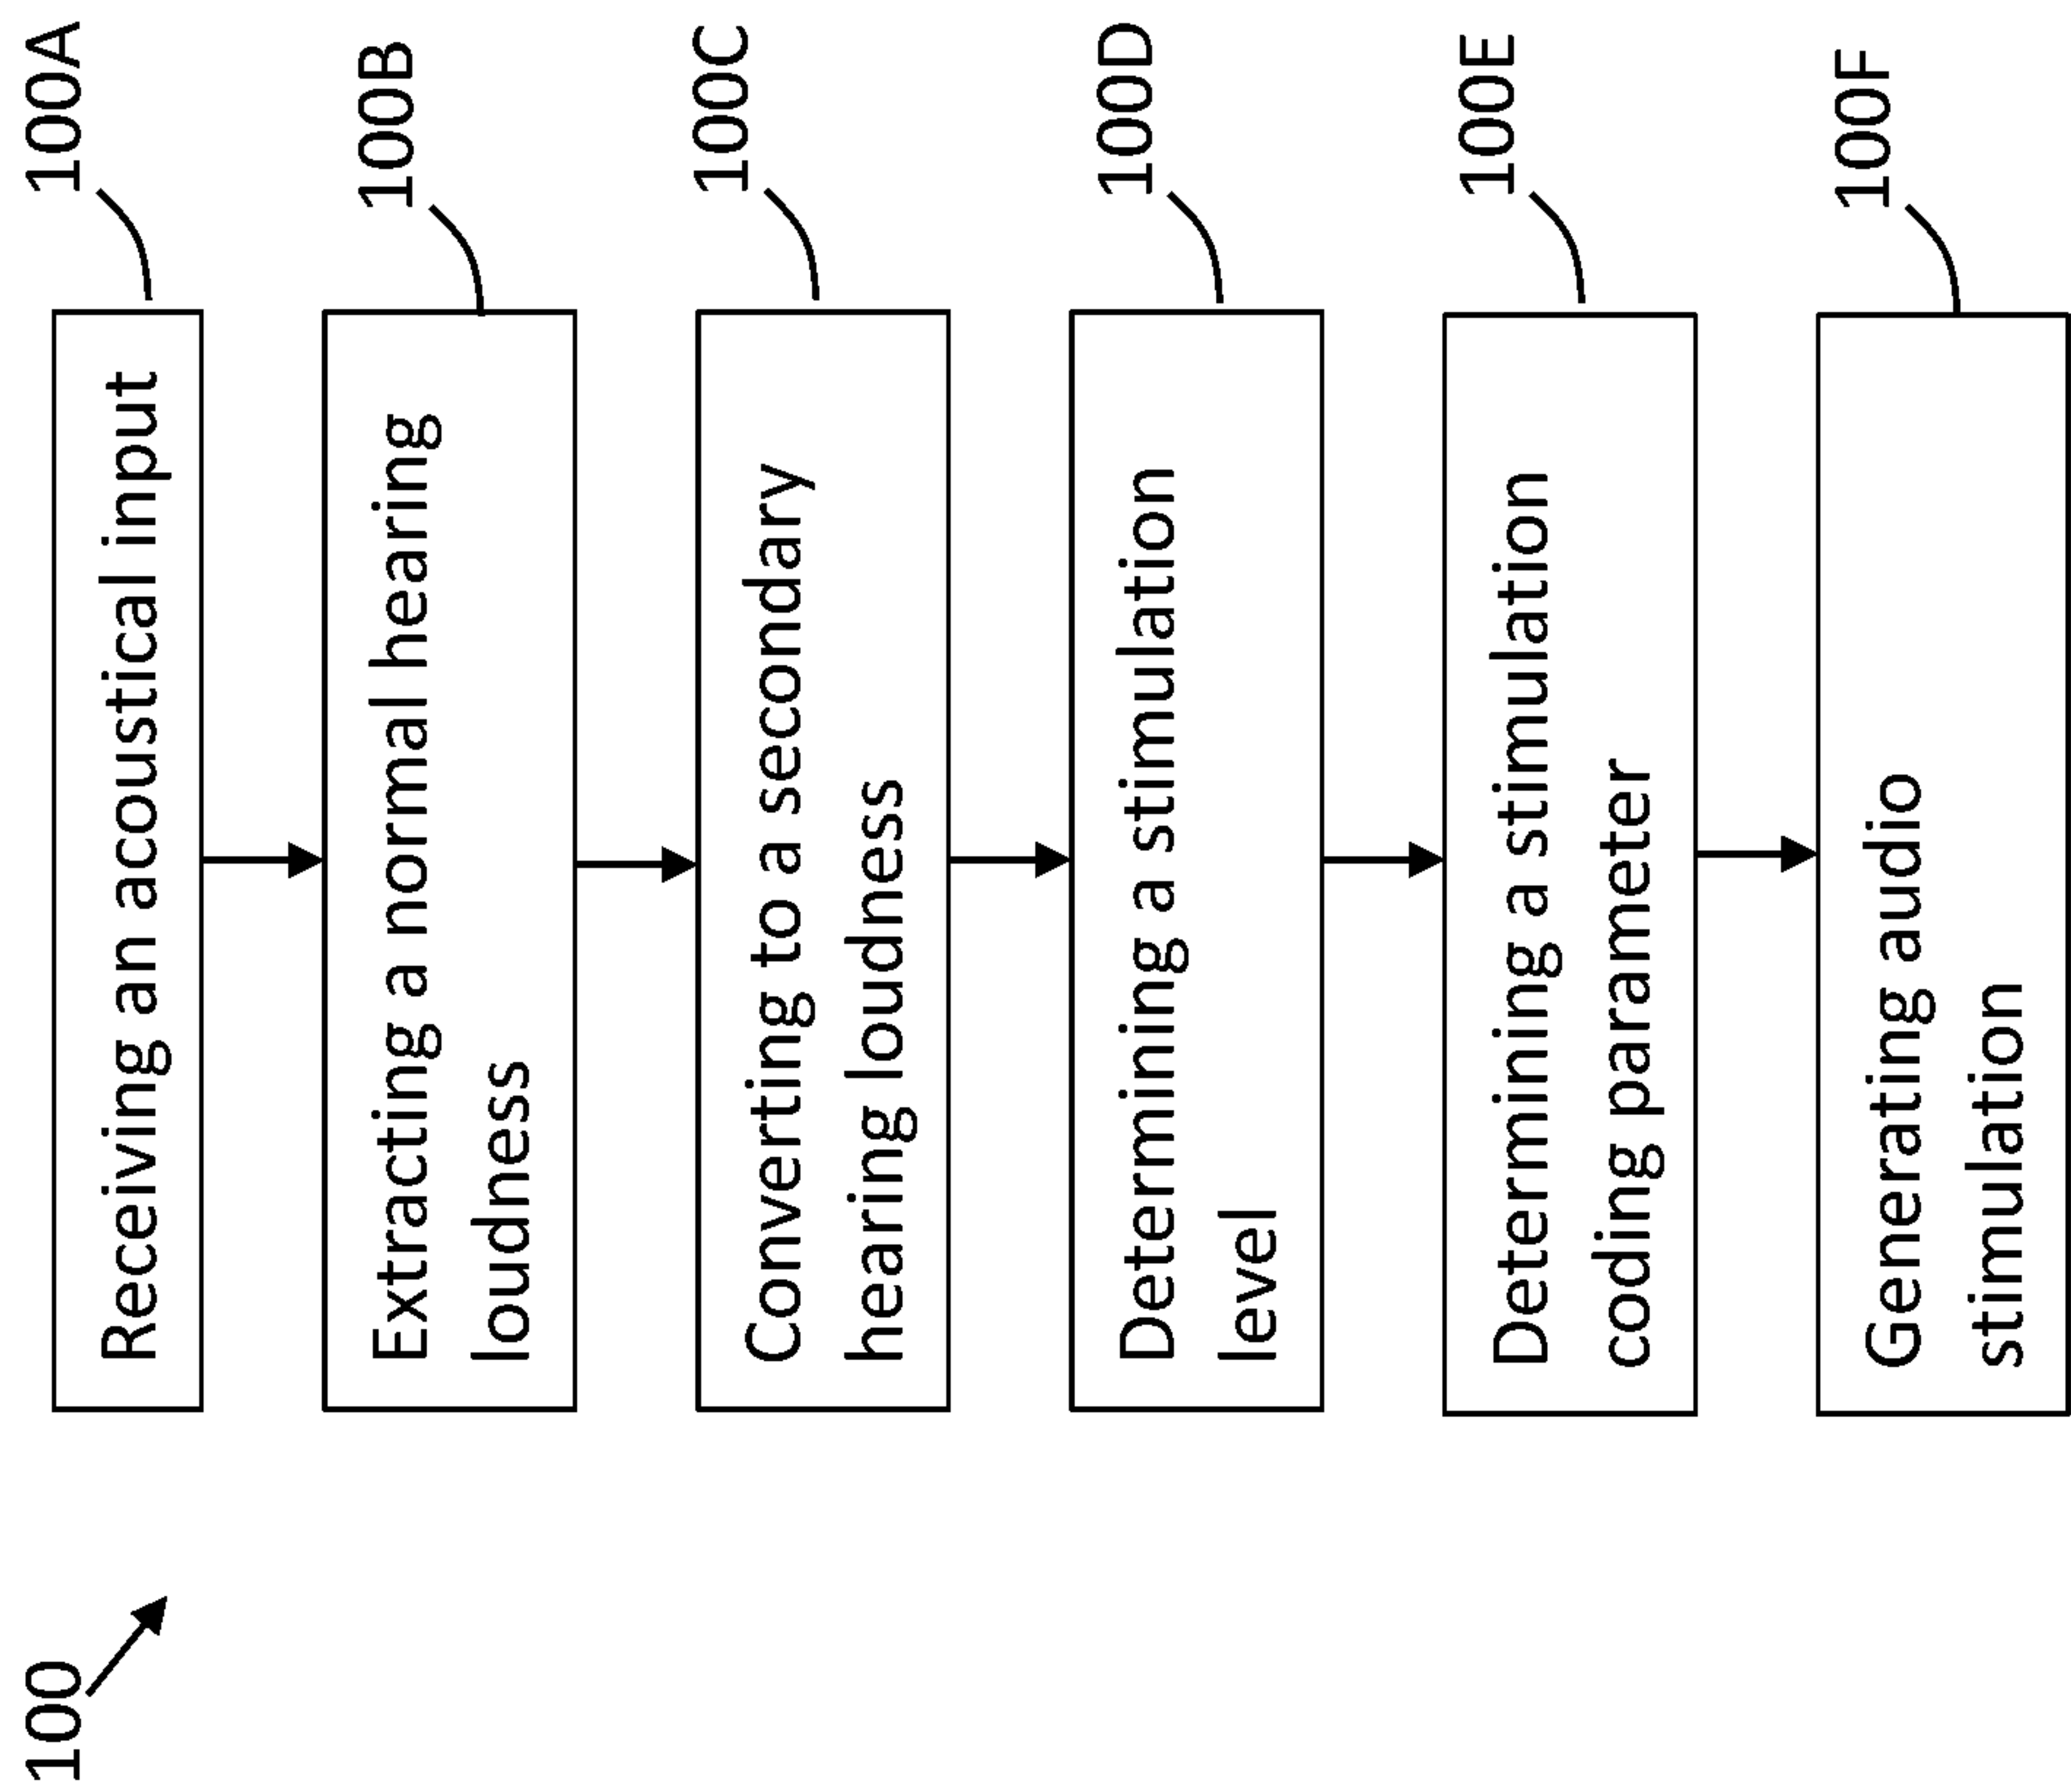 100
100A
Receiving an acoustical input
100B
Extracting a normal hearing
loudness
100C
Converting to a secondary
hearing loudness
100D
Determining a stimulation
level
100E
Determining a stimulation
coding parameter
100F
Generating audio
stimulation